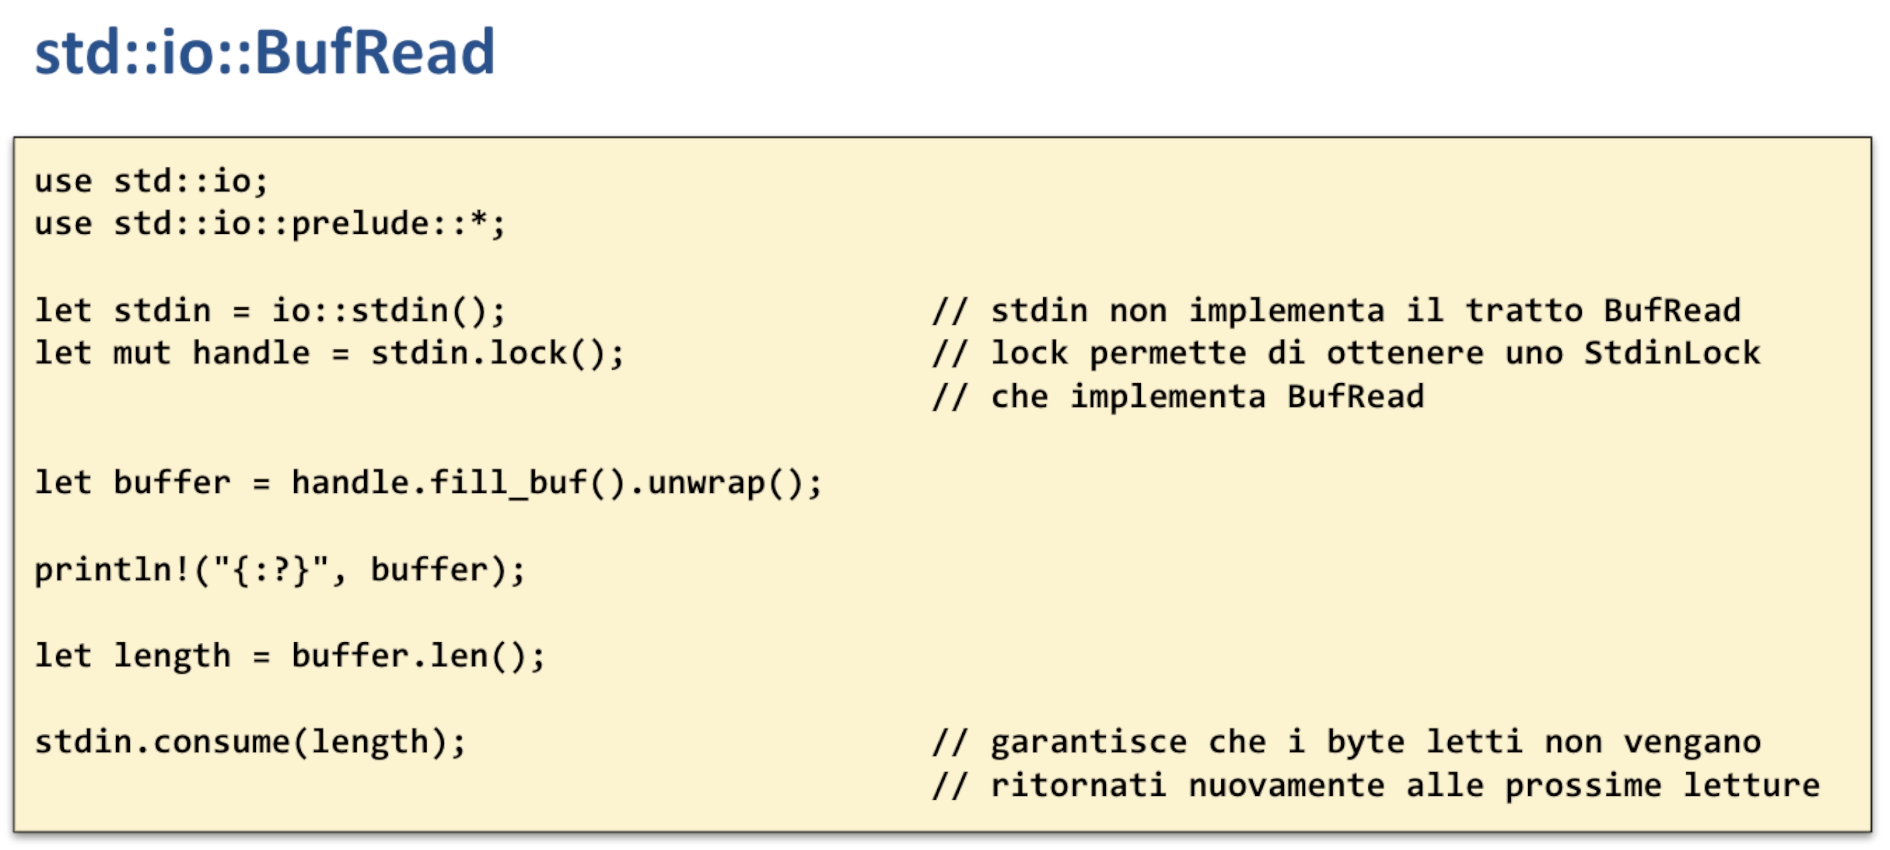 std::io::BufRead
use std::io;
use std::io::prelude::*;
let stdin = io::stdin(); // stdin non implementa il tratto BufRead
let mut handle = stdin.lock(); // lock permette di ottenere uno StdinLock
// che implementa BufRead
let buffer = handle.fill_buf().unwrap();
println!("{:?}", buffer);
let length = buffer.len();
stdin.consume(length); // garantisce che i byte letti non vengano
// ritornati nuovamente alle prossime letture